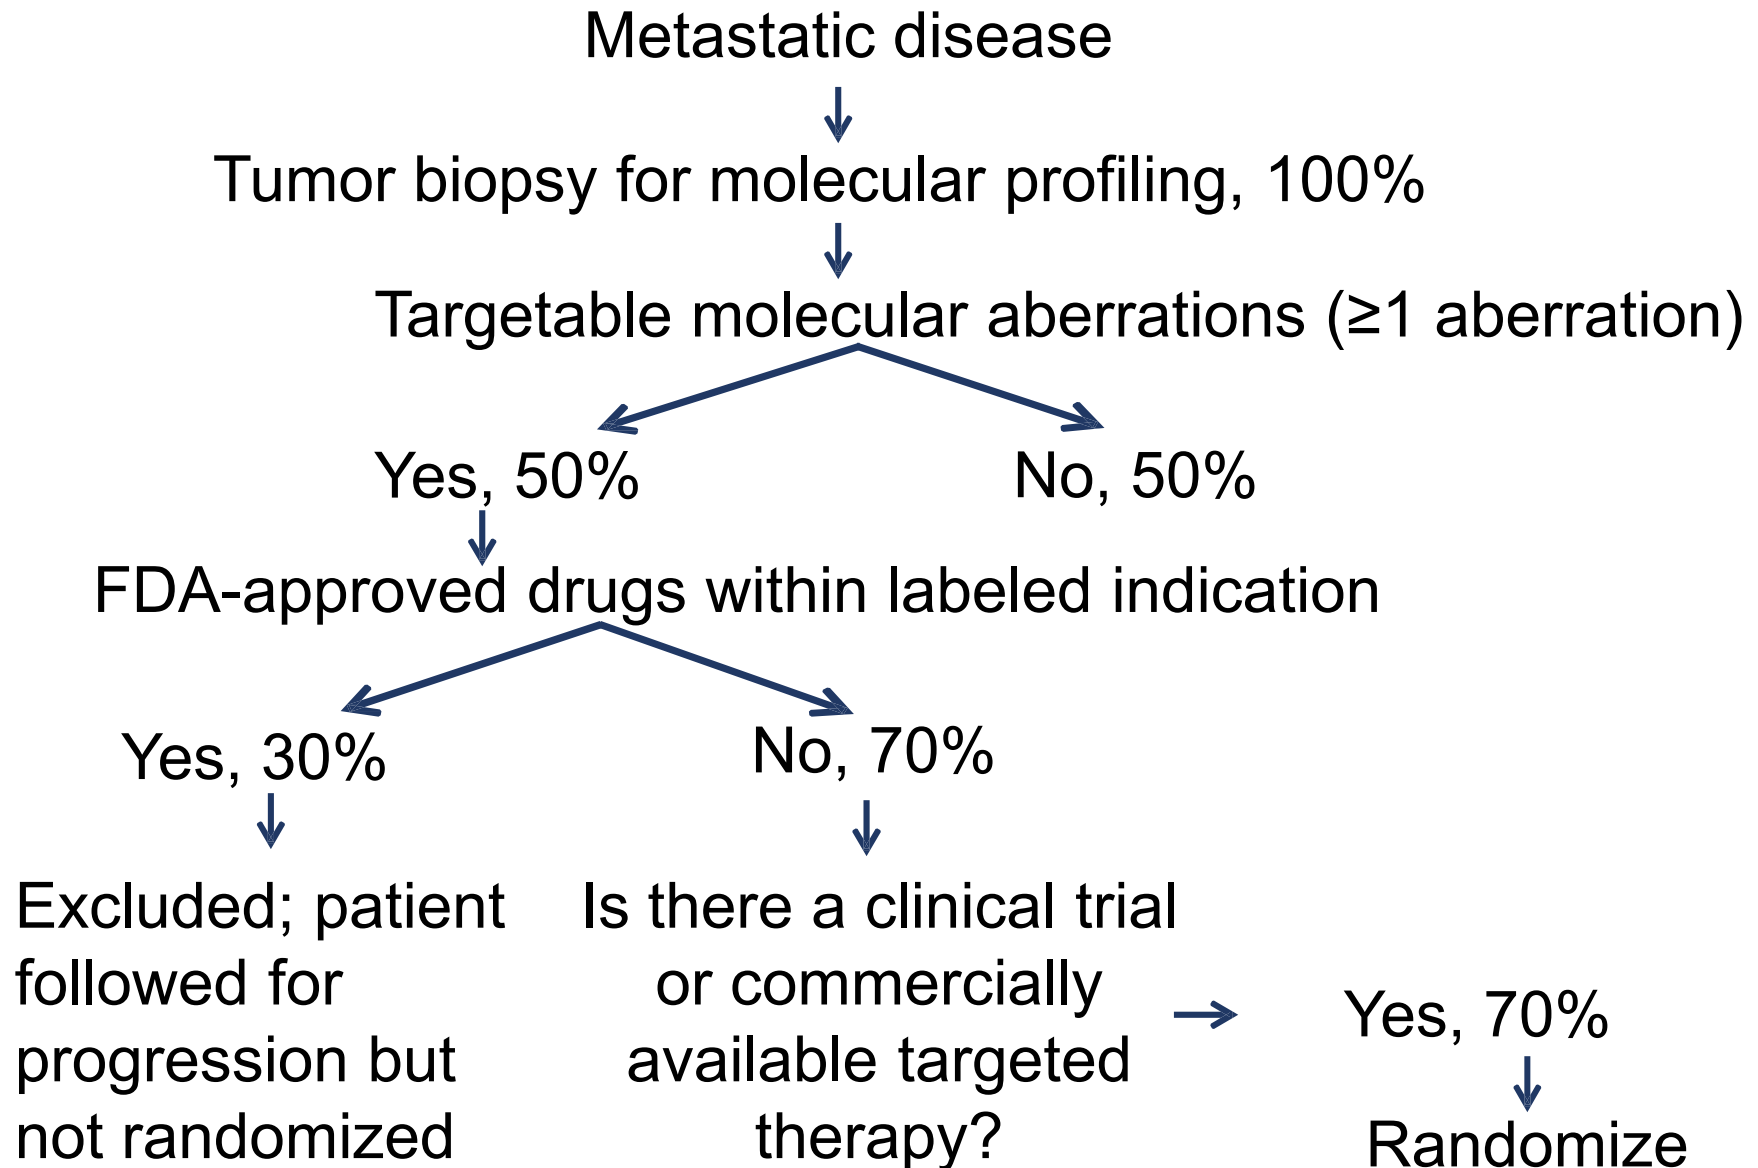 Metastatic disease
Tumor biopsy for molecular profiling, 100%
Targetable molecular aberrations (≥1 aberration)
Yes, 50%
No, 50%
FDA-approved drugs within labeled indication
Yes, 30%
No, 70%
Excluded; patient
followed for
progression but
not randomized
Is there a clinical trial
or commercially
available targeted
therapy?
Yes, 70%
Randomize